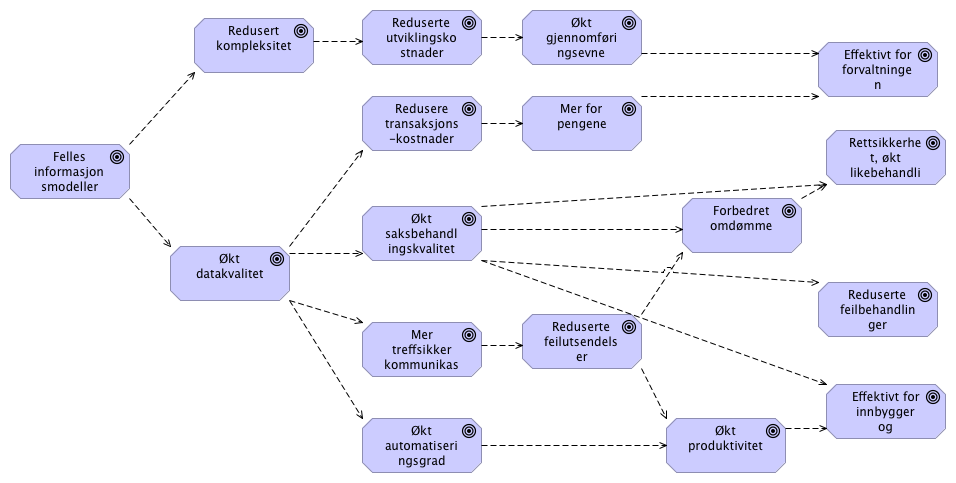 Redusert
kompleksitet
Reduserte
utviklingsko
stnader
Økt
gjennomføri
ngsevne
Effektivt for
forvaltninge
n
Redusere
transaksjons
-kostnader
Mer for
pengene
Felles
informasjon
smodeller
Rettsikkerhe
t, økt
likebehandli
Økt
saksbehandl
ingskvalitet
Forbedret
omdømme
Økt
datakvalitet
Reduserte
feilbehandlin
ger
Mer
treffsikker
kommunikas
Reduserte
feilutsendels
er
Effektivt for
innbygger
og
Økt
automatiseri
ngsgrad
Økt
produktivitet